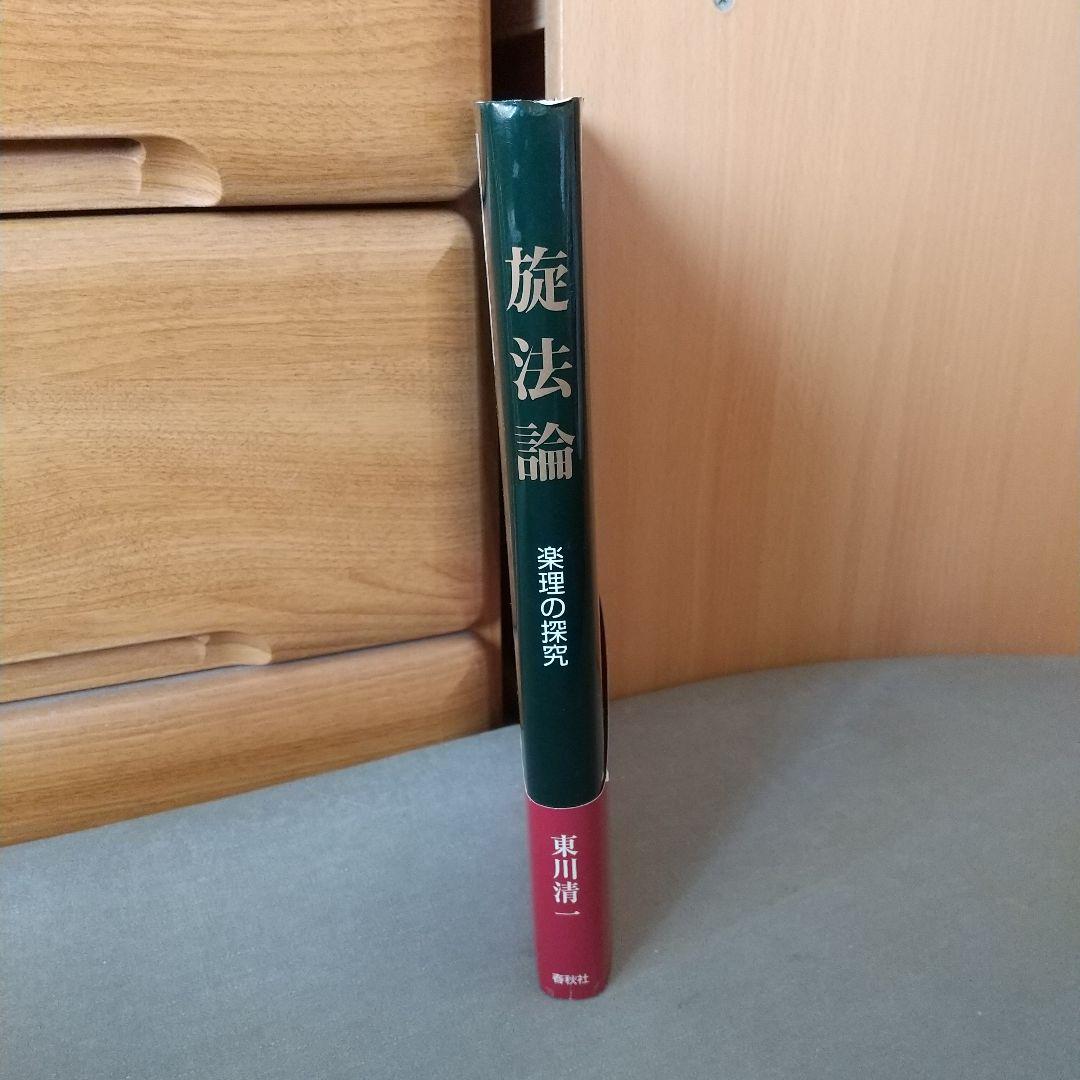 旋法論
楽理の探究
東川清一
春秋社